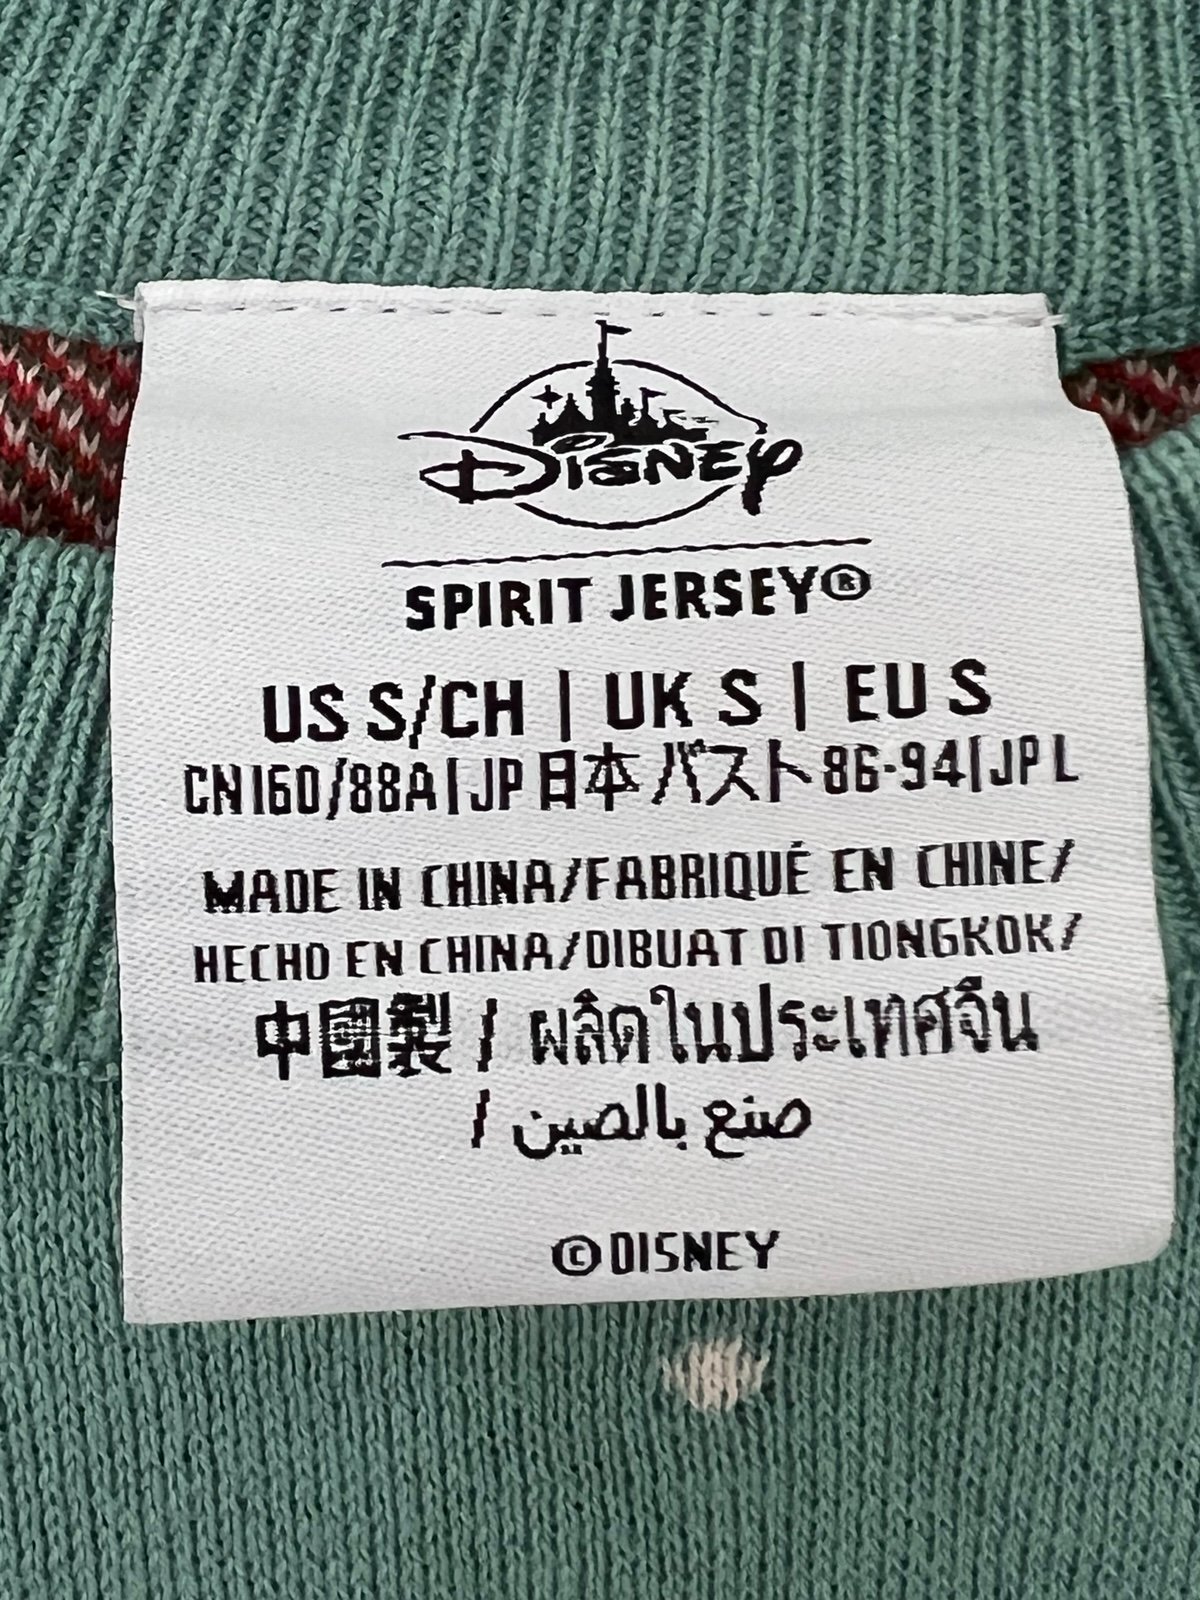 Disney
SPIRIT JERSEY®
US S/CH | UK S | EU S
CN160/88A|JP 日本 バスト 86-94|JP L
MADE IN CHINA/FABRIQUÉ EN CHINE/
HECHO EN CHINA/DIBUAT DI TIONGKOK/
中國製 / ผลิตในประเทศจีน
صنع بالصين /
©DISNEY